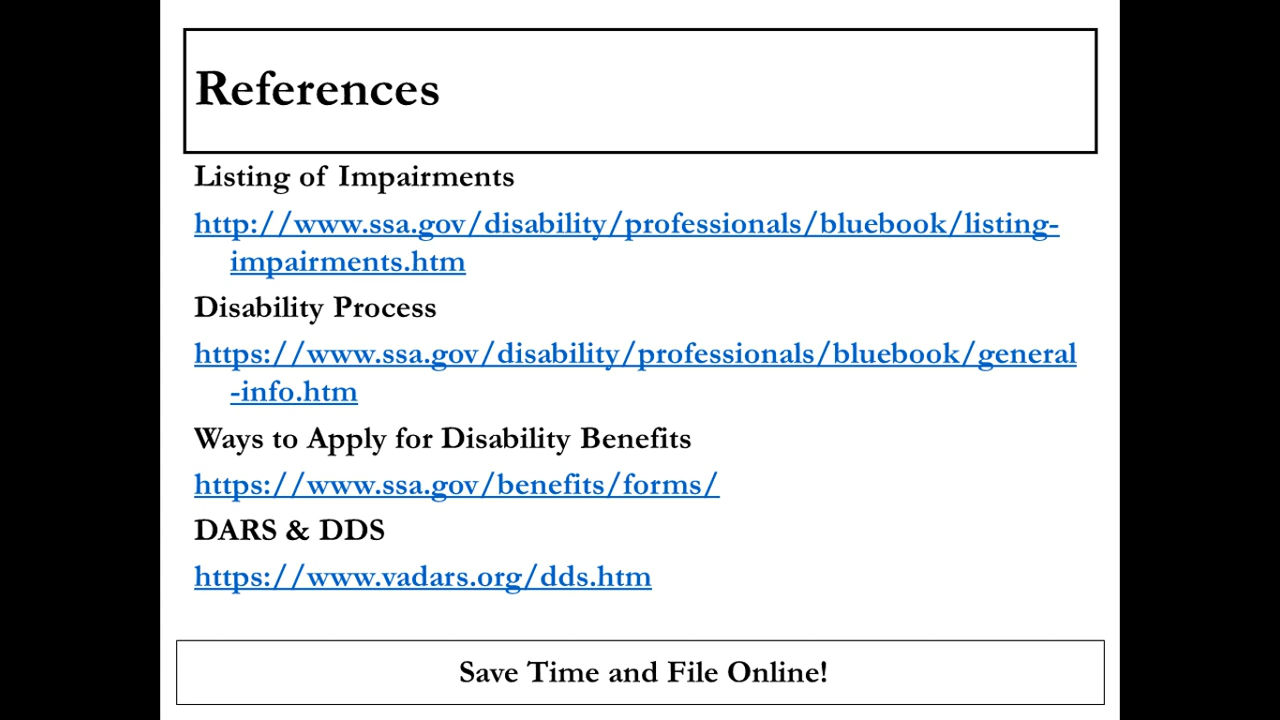 References
Listing of Impairments
http://www.ssa.gov/disability/professionals/bluebook/listing-
impairments.htm
Disability Process
https://www.ssa.gov/disability/professionals/bluebook/general
-info.htm
Ways to Apply for Disability Benefits
https://www.ssa.gov/benefits/forms/
DARS & DDS
https://www.vadars.org/dds.htm
Save Time and File Online!